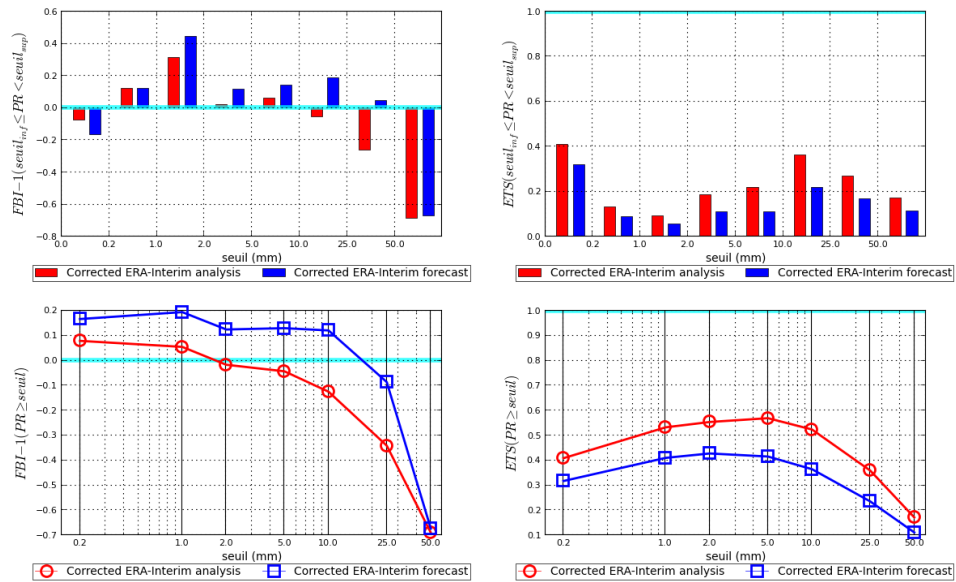 0.6
0.4
0.2
0.0
−0.2
−0.4
−0.6
−0.8
FBI−1(seuil_inf ≤PR <seuil_sup
0.0 0.2 1.0 2.0 5.0 10.0 25.0 50.0
seuil (mm)
Corrected ERA-Interim analysis Corrected ERA-Interim forecast
1.0
0.8
0.6
0.4
0.2
0.0
ETS(seuil_inf ≤PR <seuil_sup
0.0 0.2 1.0 2.0 5.0 10.0 25.0 50.0
seuil (mm)
Corrected ERA-Interim analysis Corrected ERA-Interim forecast
0.2
0.1
0.0
−0.1
−0.2
−0.3
−0.4
−0.5
−0.6
−0.7
FBI−1(PR ≥seuil)
0.2 1.0 2.0 5.0 10.0 25.0 50.0
seuil (mm)
Corrected ERA-Interim analysis Corrected ERA-Interim forecast
1.0
0.9
0.8
0.7
0.6
0.5
0.4
0.3
0.2
0.1
ETS(PR ≥seuil)
0.2 1.0 2.0 5.0 10.0 25.0 50.0
seuil (mm)
Corrected ERA-Interim analysis Corrected ERA-Interim forecast